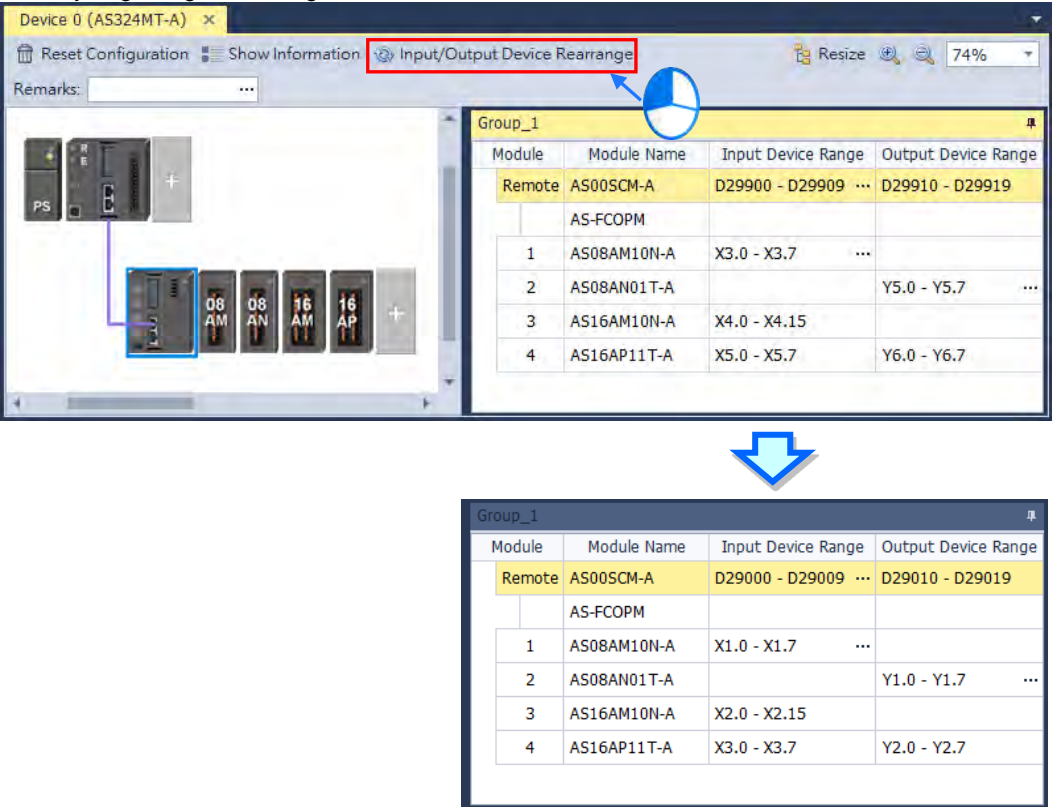 Device 0 (AS324MT-A) ×
Reset Configuration Show Information Input/Output Device Rearrange Resize 74%
Remarks: ...
Group_1
Module Module Name Input Device Range Output Device Range
Remote AS00SCM-A D29900 - D29909 ... D29910 - D29919
AS-FCOPM
1 AS08AM10N-A X3.0 - X3.7 ...
2 AS08AN01T-A Y5.0 - Y5.7 ...
3 AS16AM10N-A X4.0 - X4.15
4 AS16AP11T-A X5.0 - X5.7 Y6.0 - Y6.7
R
E
PS
+
08 08 16 16
AM AN AM AP
+
Group_1
Module Module Name Input Device Range Output Device Range
Remote AS00SCM-A D29000 - D29009 ... D29010 - D29019
AS-FCOPM
1 AS08AM10N-A X1.0 - X1.7 ...
2 AS08AN01T-A Y1.0 - Y1.7 ...
3 AS16AM10N-A X2.0 - X2.15
4 AS16AP11T-A X3.0 - X3.7 Y2.0 - Y2.7